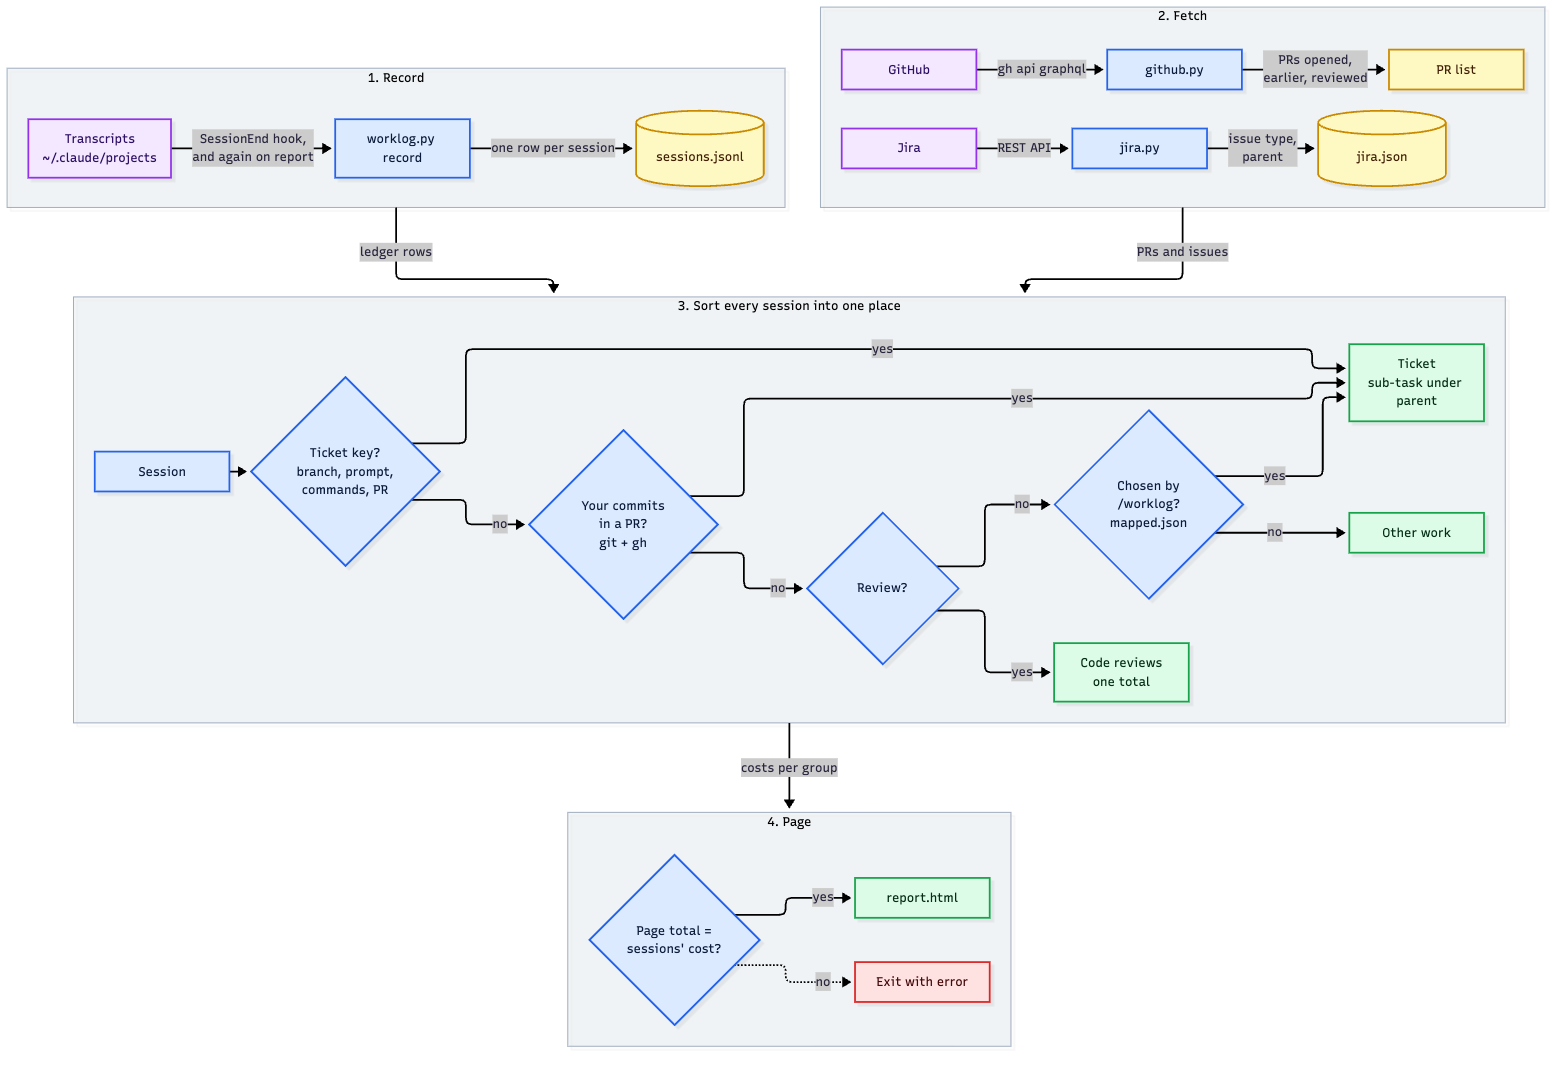 1. Record
Transcripts
~/.claude/projects
SessionEnd hook,
and again on report
worklog.py
record
one row per session
sessions.jsonl
2. Fetch
GitHub
gh api graphql
github.py
PRs opened,
earlier, reviewed
PR list
Jira
REST API
jira.py
issue type,
parent
jira.json
ledger rows
PRs and issues
3. Sort every session into one place
Session
Ticket key?
branch, prompt,
commands, PR
yes
no
Your commits
in a PR?
git + gh
yes
no
Review?
no
yes
Chosen by
/worklog?
mapped.json
yes
no
Ticket
sub-task under
parent
Other work
Code reviews
one total
costs per group
4. Page
Page total =
sessions' cost?
yes
report.html
no
Exit with error